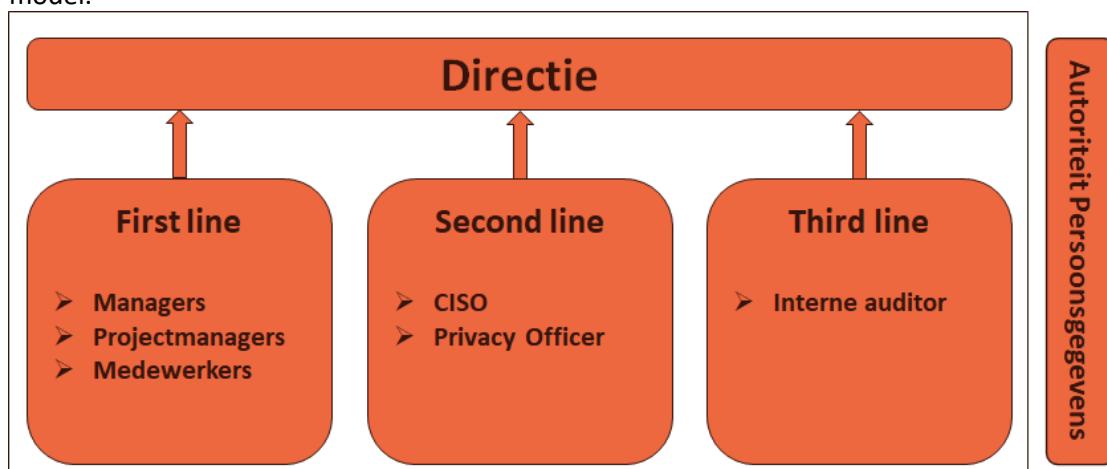 model.
Directie
First line
➢ Managers
➢ Projectmanagers
➢ Medewerkers
Second line
➢ CISO
➢ Privacy Officer
Third line
➢ Interne auditor
Autoriteit Persoonsgegevens